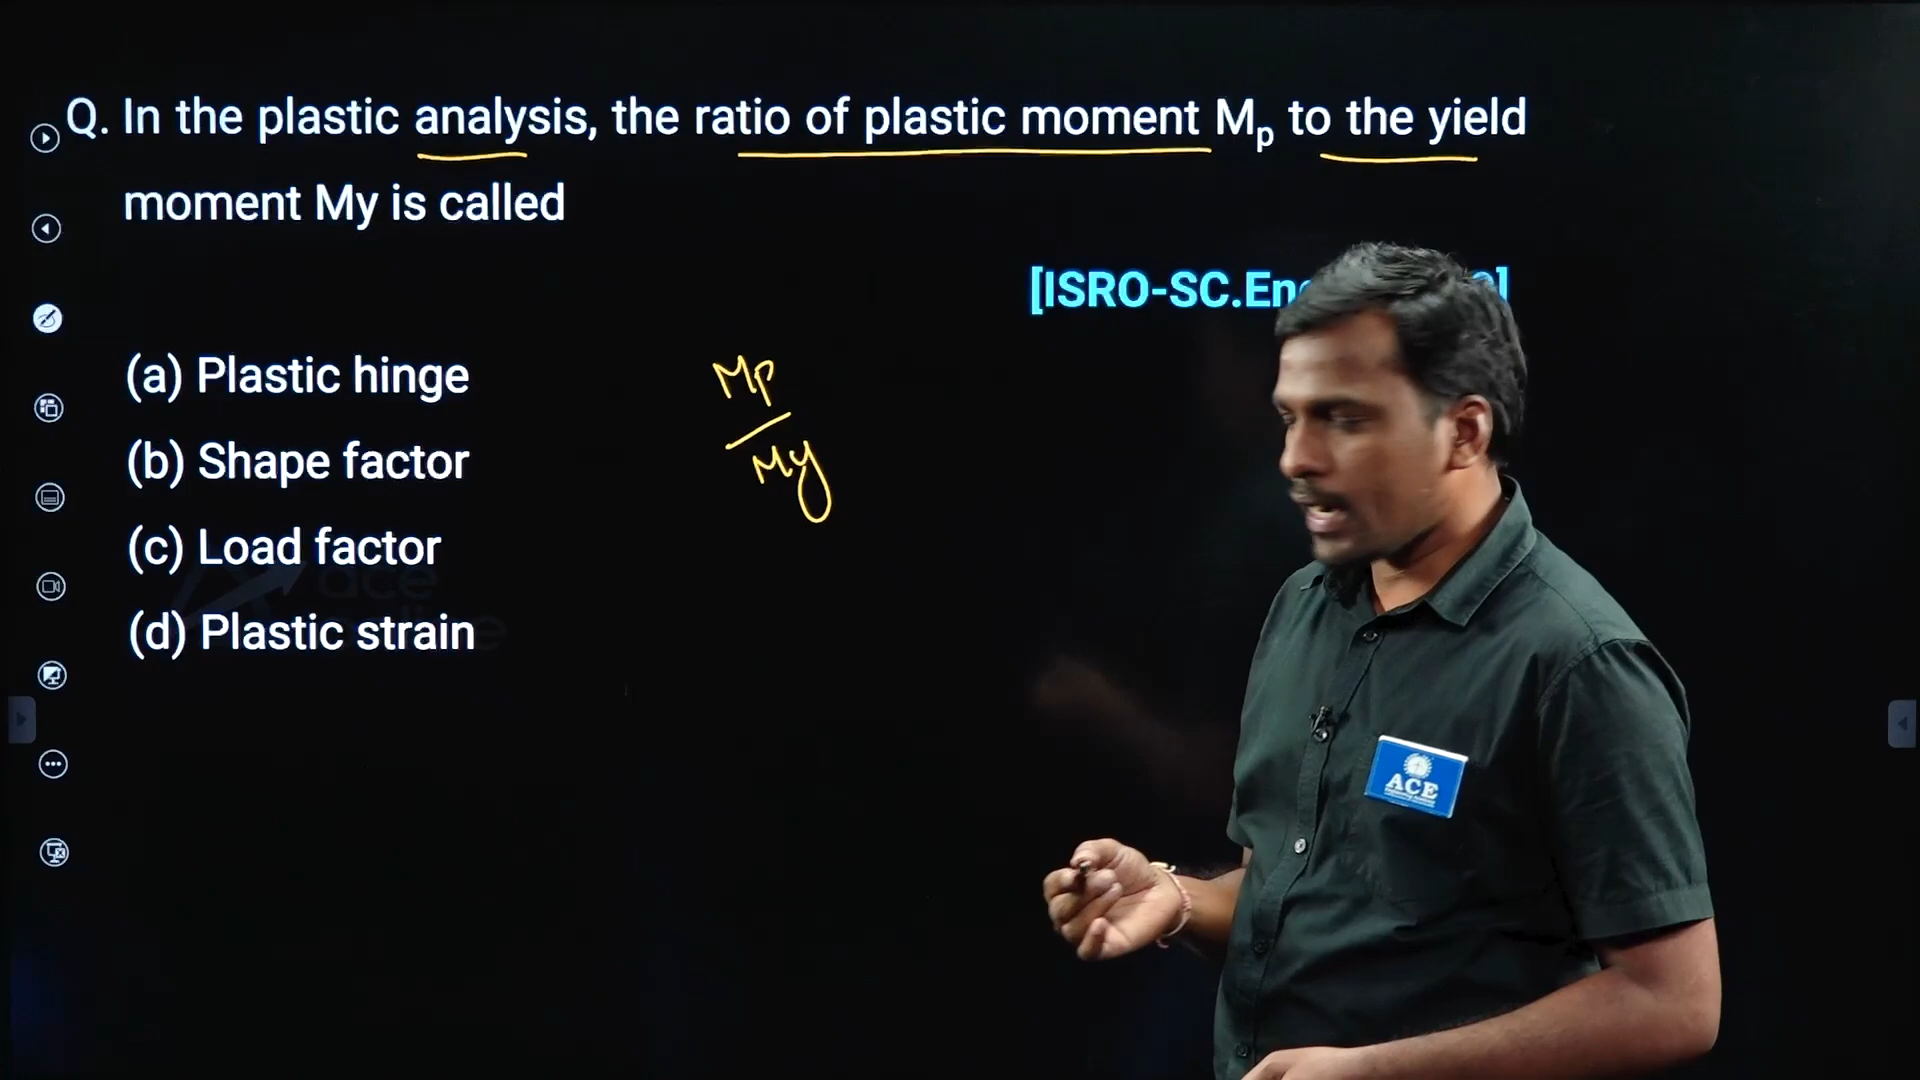 Q. In the plastic analysis, the ratio of plastic moment Mp to the yield
moment My is called
[ISRO-SC.En
(a) Plastic hinge
(b) Shape factor
(c) Load factor
(d) Plastic strain
Mp
My
ace
ACE